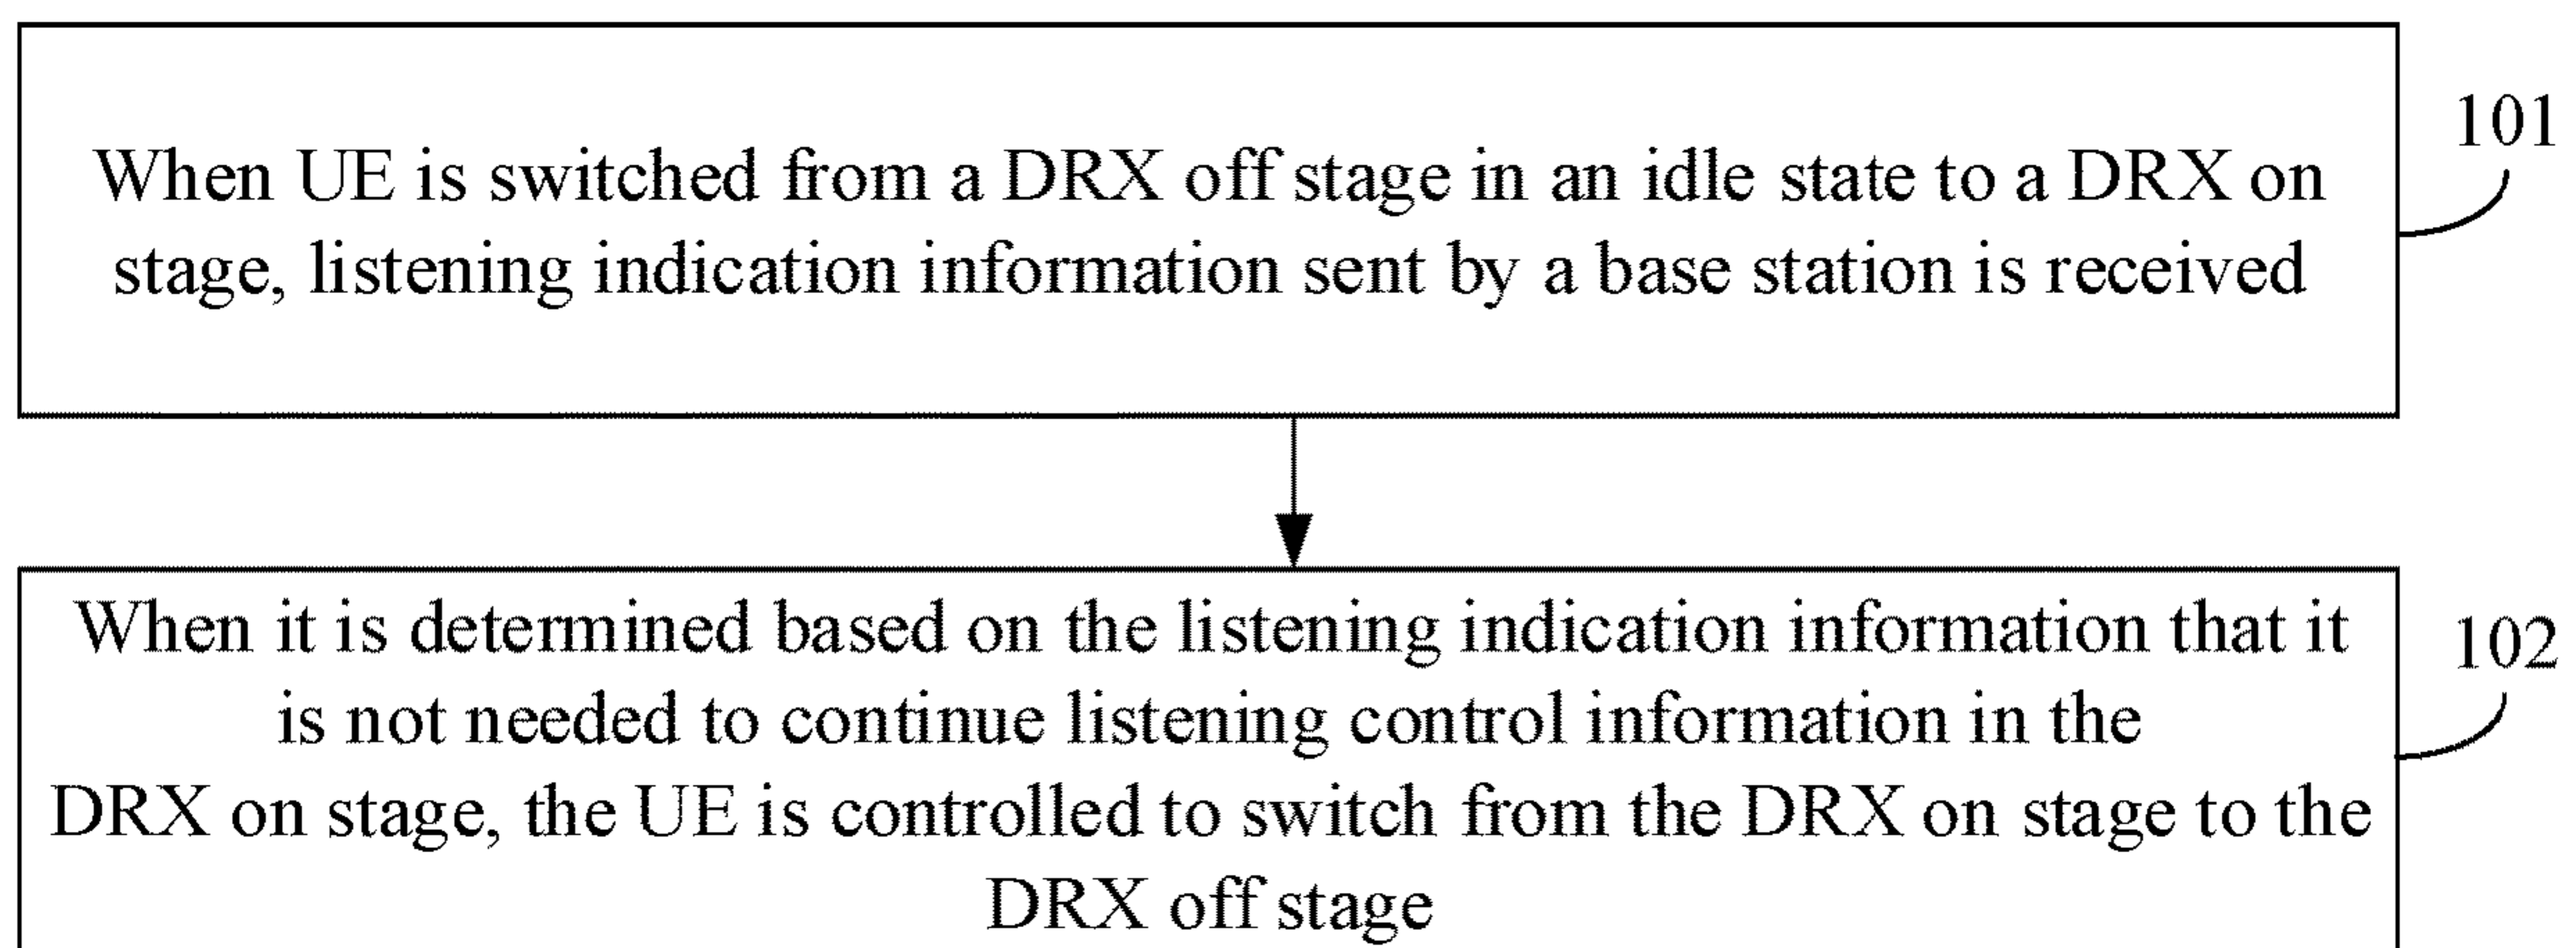 When UE is switched from a DRX off stage in an idle state to a DRX on
stage, listening indication information sent by a base station is received
101
When it is determined based on the listening indication information that it
is not needed to continue listening control information in the
DRX on stage, the UE is controlled to switch from the DRX on stage to the
DRX off stage
102